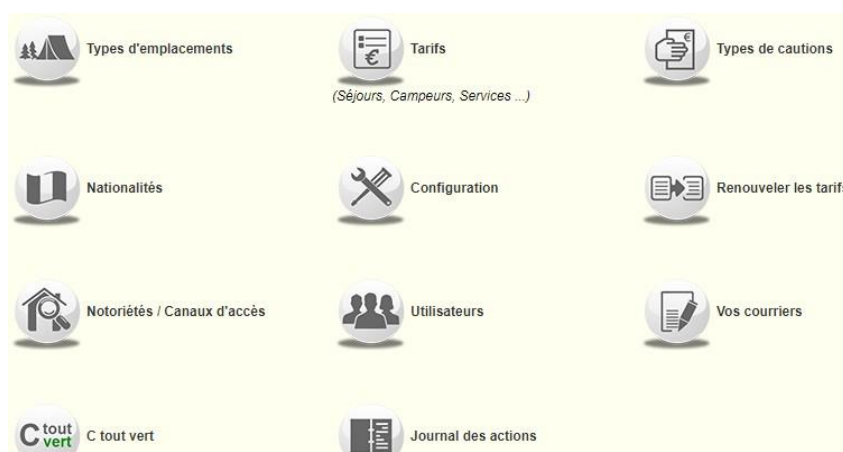 Types d'emplacements
Tarifs
(Séjours, Campeurs, Services ...)
Types de cautions
Nationalités
Configuration
Renouveler les tarifs
Notoriétés / Canaux d'accès
Utilisateurs
Vos courriers
C tout vert
C tout vert
Journal des actions